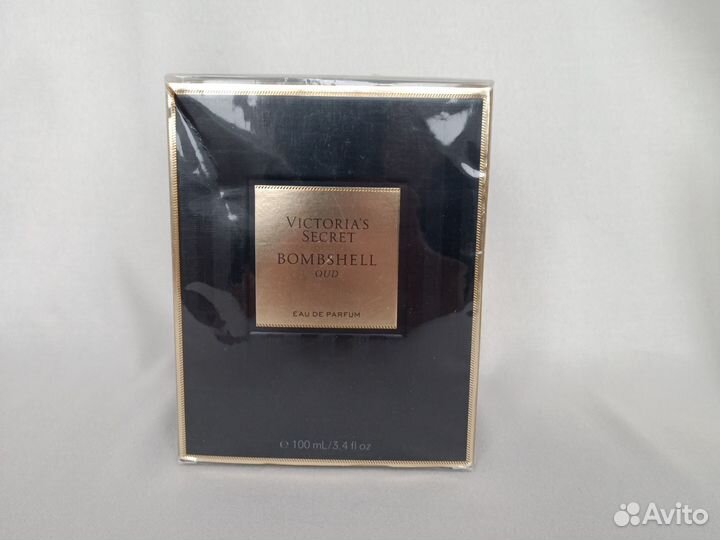 VICTORIA'S
SECRET
BOMBSHELL
OUD
EAU DE PARFUM
℮ 100 mL/3.4 fl oz
Avito